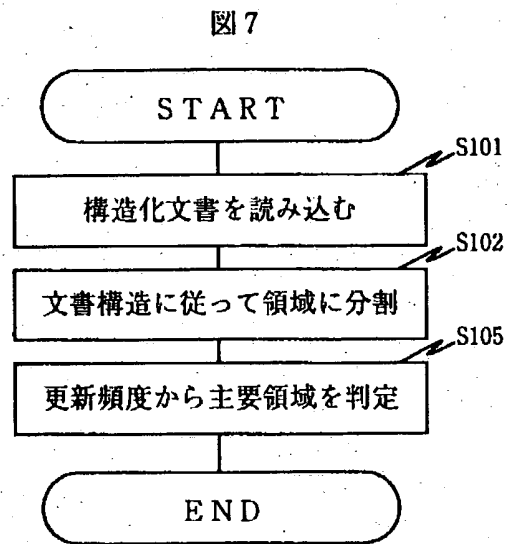 図7
START
S101
構造化文書を読み込む
S102
文書構造に従って領域に分割
S105
更新頻度から主要領域を判定
END